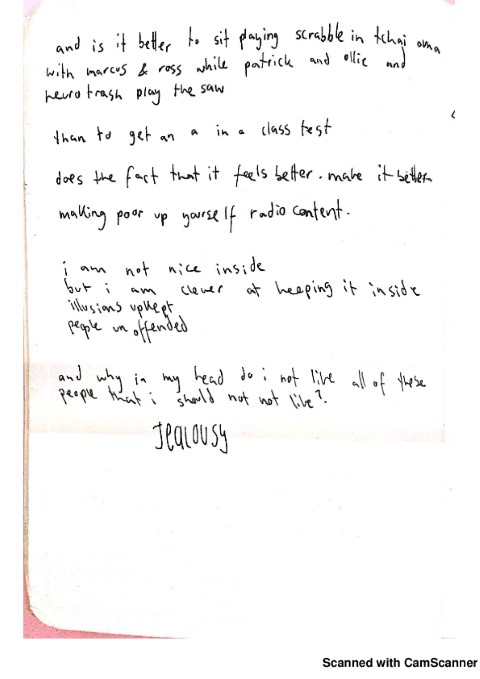 and is it better to sit playing scrabble in tchai oma
with marcus & ross while patrick and ollie and
neurotrash play the saw
than to get an a in a class test
does the fact that it feels better. make it better
making poor up yourself radio content.
i am not nice inside
but i am clever at keeping it inside
illusions upkept
people unoffended
and why in my head do i not like all of these
people that i should not not like?
Jealousy
Scanned with CamScanner